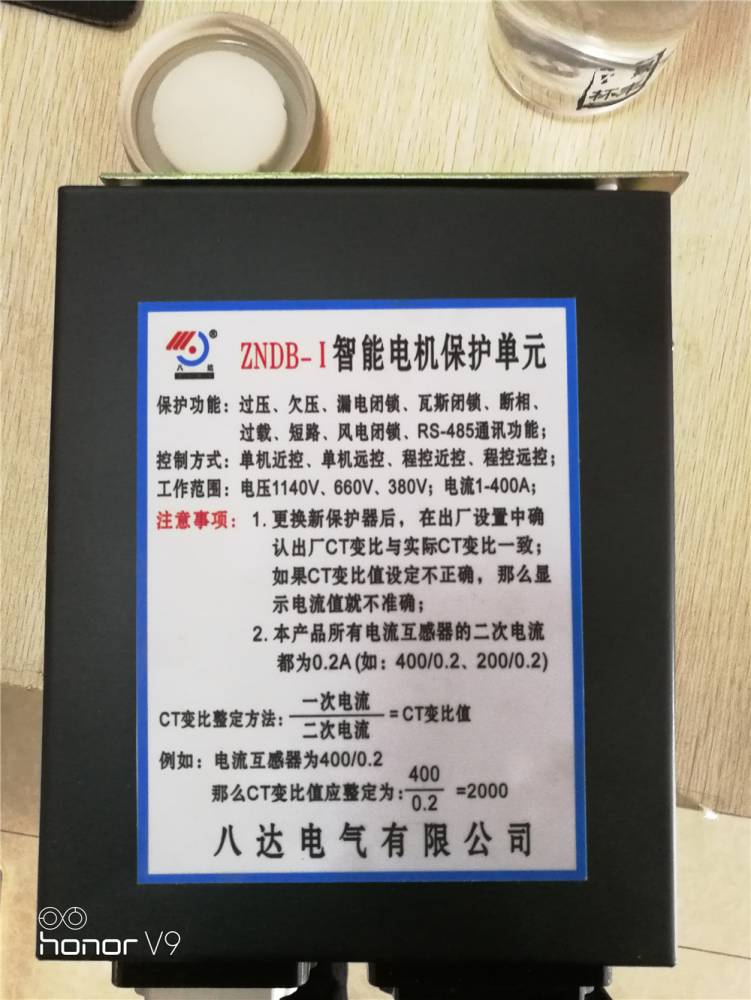 ZNDB-I智能电机保护单元
八达
保护功能：过压、欠压、漏电闭锁、瓦斯闭锁、断相、
过载、短路、风电闭锁、RS-485通讯功能；
控制方式：单机近控、单机远控、程控近控、程控远控；
工作范围：电压1140V、660V、380V；电流1-400A；
注意事项：1.更换新保护器后，在出厂设置中确
认出厂CT变比与实际CT变比一致；
如果CT变比值设定不正确，那么显
示电流值就不准确；
2.本产品所有电流互感器的二次电流
都为0.2A(如：400/0.2、200/0.2)
一次电流
CT变比整定方法：=CT变比值
二次电流
例如：电流互感器为400/0.2
400
那么CT变比值应整定为：=2000
0.2
八达电气有限公司
honor V9